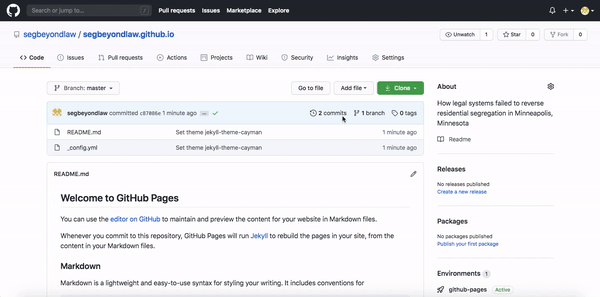 Search or jump to...
/
Pull requests Issues Marketplace Explore
segbeyondlaw / segbeyondlaw.github.io
Unwatch 1
Star 0
Fork 0
Code
Issues
Pull requests
Actions
Projects
Wiki
Security
Insights
Settings
Branch: master
Go to file
Add file
Clone
segbeyondlaw committed c87086e 1 minute ago
2 commits
1 branch
0 tags
README.md Set theme jekyll-theme-cayman 1 minute ago
_config.yml Set theme jekyll-theme-cayman 1 minute ago
README.md
Welcome to GitHub Pages
You can use the editor on GitHub to maintain and preview the content for your website in Markdown files.
Whenever you commit to this repository, GitHub Pages will run Jekyll to rebuild the pages in your site, from
the content in your Markdown files.
Markdown
Markdown is a lightweight and easy-to-use syntax for styling your writing. It includes conventions for
About
How legal systems failed to reverse
residential segregation in Minneapolis,
Minnesota
Readme
Releases
No releases published
Create a new release
Packages
No packages published
Publish your first package
Environments 1
github-pages Active